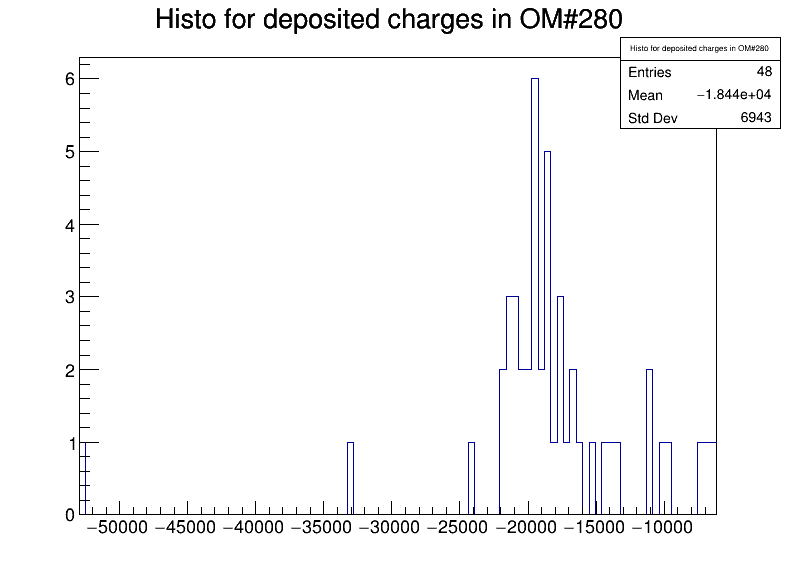 Histo for deposited charges in OM#280
Histo for deposited charges in OM#280
Entries 48
Mean −1.844e+04
Std Dev 6943
6
5
4
3
2
1
0
−50000 −45000 −40000 −35000 −30000 −25000 −20000 −15000 −10000